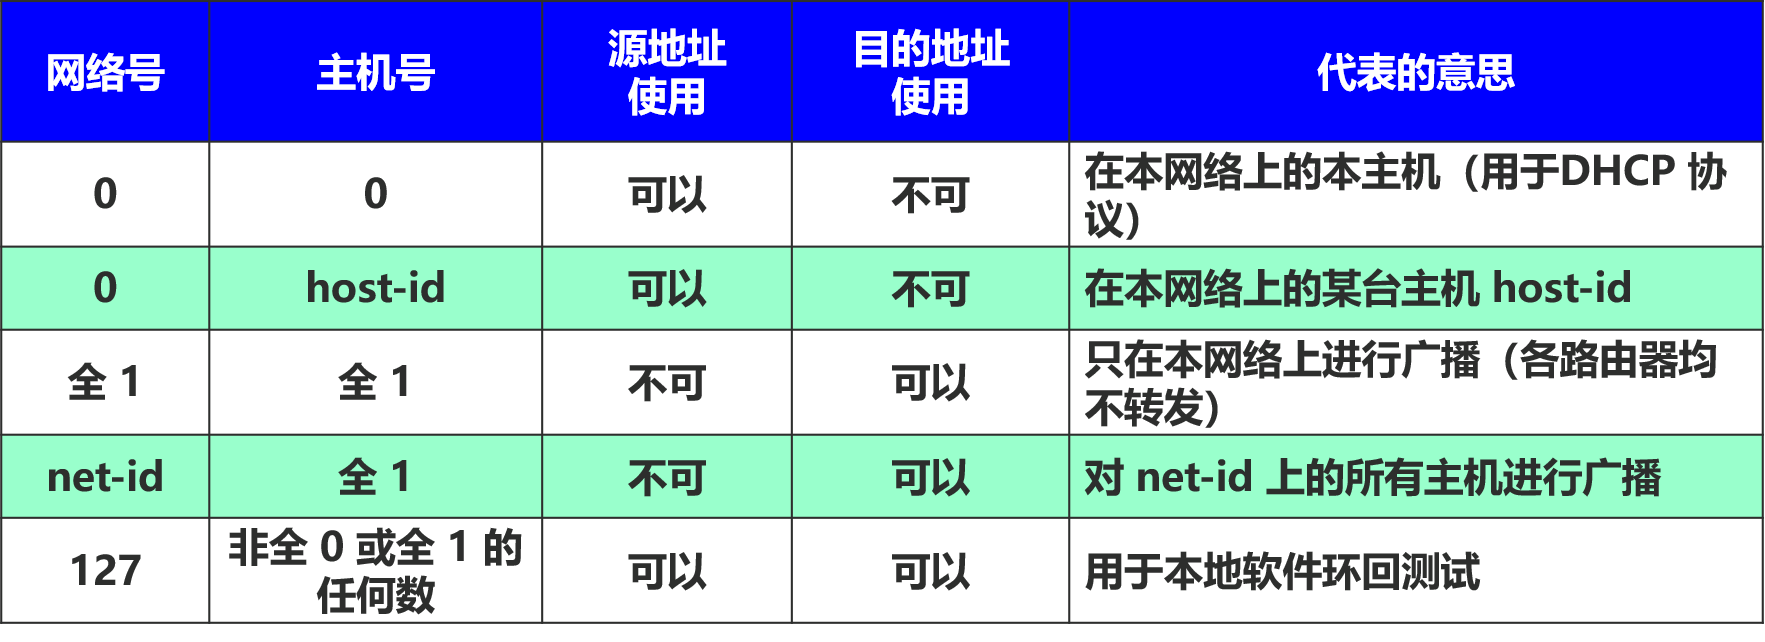 网络号
主机号
源地址
使用
目的地址
使用
代表的意思
0
0
可以
不可
在本网络上的本主机（用于DHCP 协
议）
0
host-id
可以
不可
在本网络上的某台主机 host-id
全 1
全 1
不可
可以
只在本网络上进行广播（各路由器均
不转发）
net-id
全 1
不可
可以
对 net-id 上的所有主机进行广播
127
非全 0 或全 1 的
任何数
可以
可以
用于本地软件环回测试